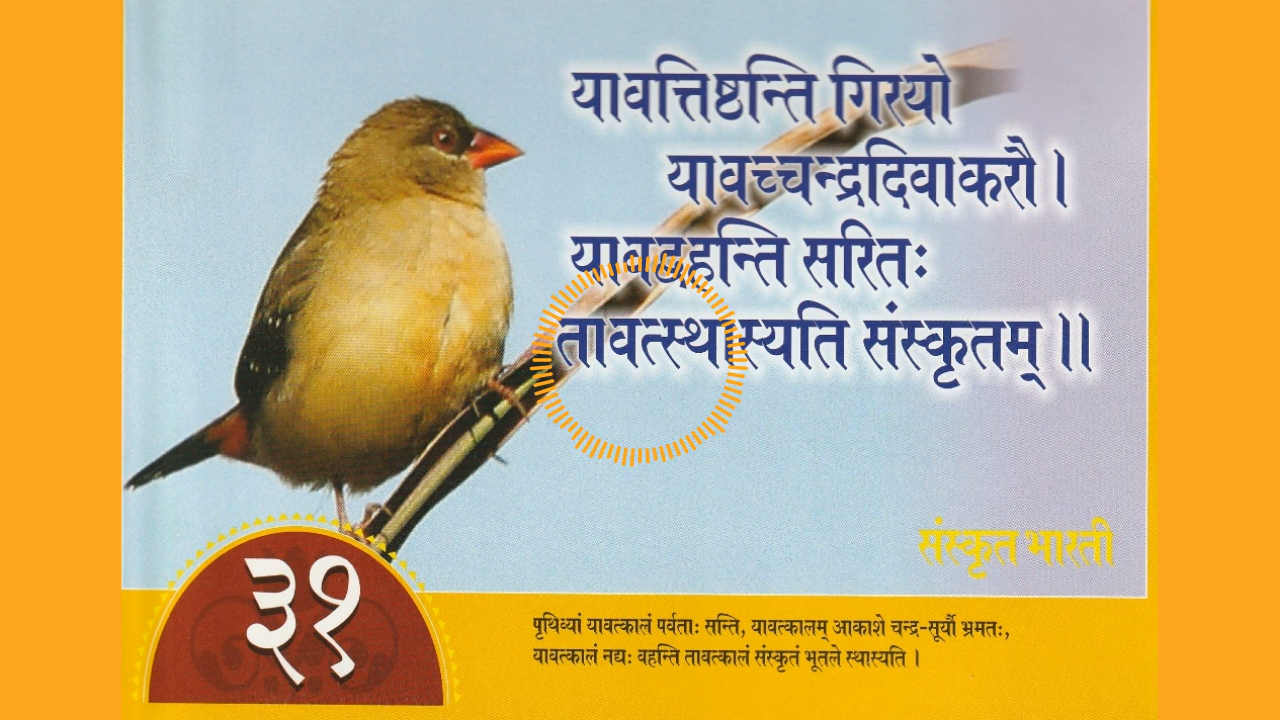 यावत्तिष्ठन्ति गिरयो
यावच्चन्द्रदिवाकरौ ।
यावद्वहन्ति सरितः
तावत्स्थास्यति संस्कृतम् ॥
संस्कृत भारती
३१
पृथिव्यां यावत्कालं पर्वताः सन्ति, यावत्कालम् आकाशे चन्द्र-सूर्यौ भ्रमतः,
यावत्कालं नद्यः वहन्ति तावत्कालं संस्कृतं भूतले स्थास्यति ।